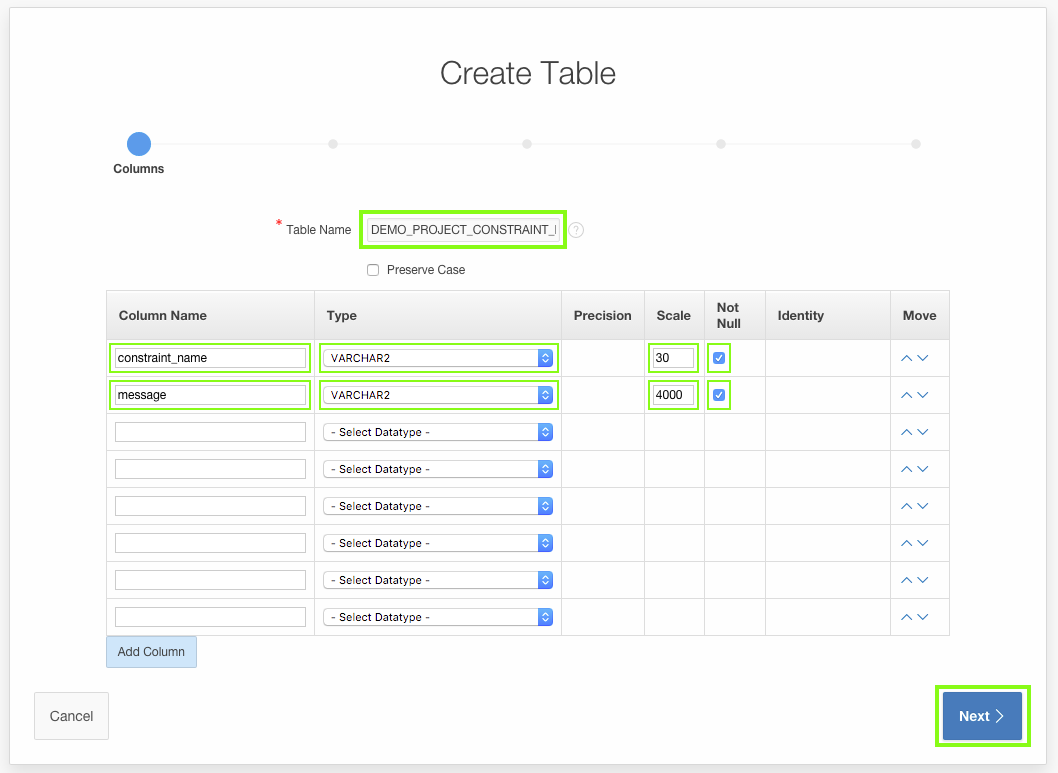 Create Table
Columns
* Table Name DEMO_PROJECT_CONSTRAINT_ ?
Preserve Case
Column Name Type Precision Scale Not Null Identity Move
constraint_name VARCHAR2 30
message VARCHAR2 4000
- Select Datatype -
- Select Datatype -
- Select Datatype -
- Select Datatype -
- Select Datatype -
- Select Datatype -
Add Column
Cancel Next